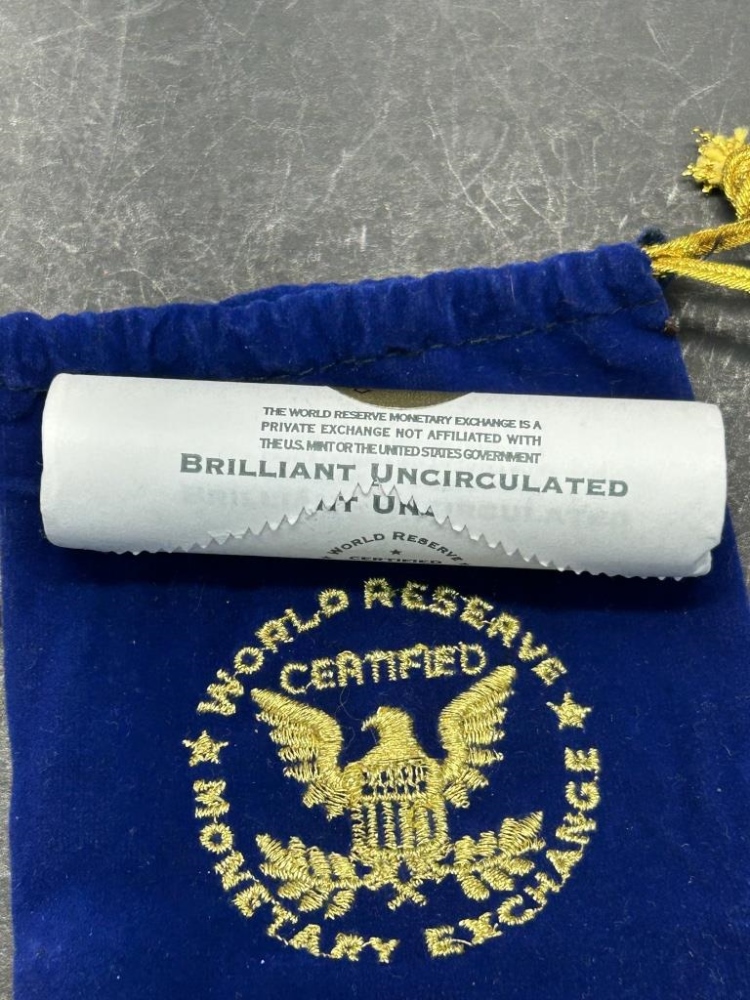 THE WORLD RESERVE MONETARY EXCHANGE IS A
PRIVATE EXCHANGE NOT AFFILIATED WITH
THE U.S. MINT OR THE UNITED STATES GOVERNMENT
BRILLIANT UNCIRCULATED
WORLD RESERVE
CERTIFIED
WORLD RESERVE
CERTIFIED
MONETARY EXCHANGE